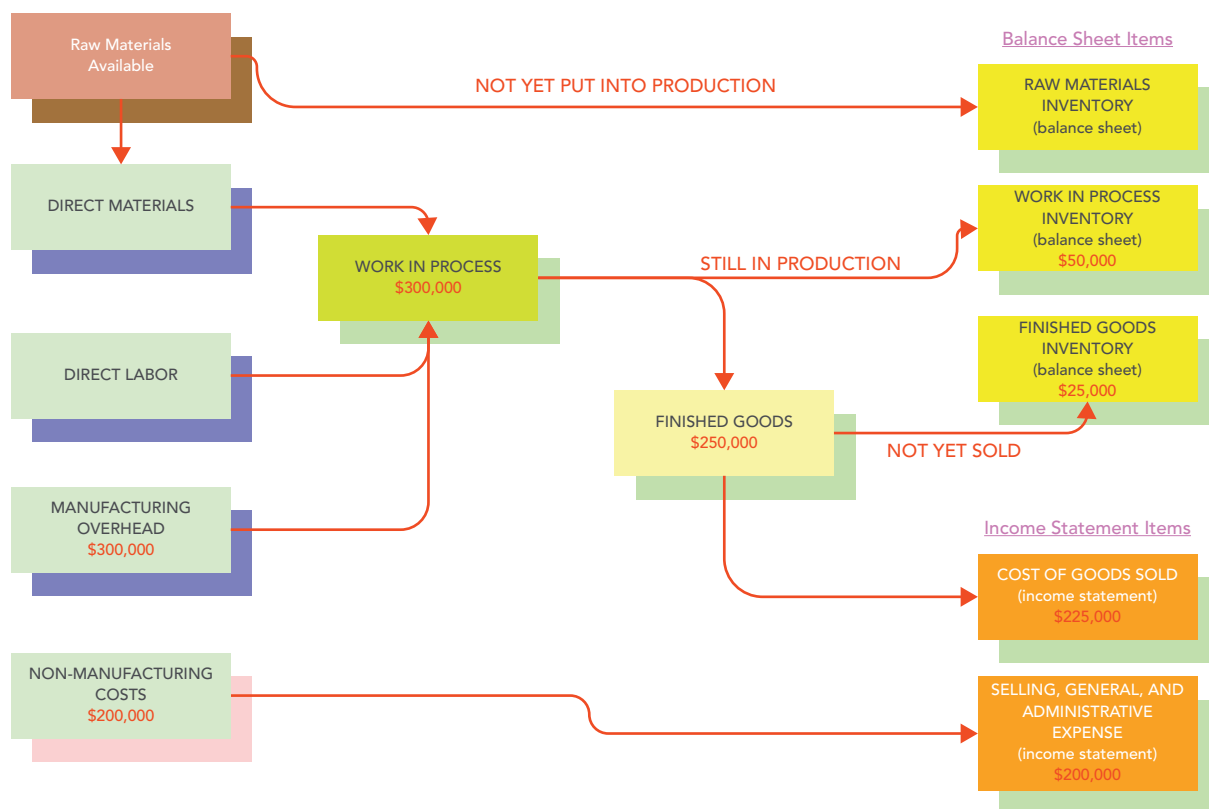 Raw Materials
Available
NOT YET PUT INTO PRODUCTION
Balance Sheet Items
RAW MATERIALS
INVENTORY
(balance sheet)
DIRECT MATERIALS
WORK IN PROCESS
$300,000
STILL IN PRODUCTION
WORK IN PROCESS
INVENTORY
(balance sheet)
$50,000
FINISHED GOODS
INVENTORY
(balance sheet)
$25,000
DIRECT LABOR
FINISHED GOODS
$250,000
NOT YET SOLD
MANUFACTURING
OVERHEAD
$300,000
Income Statement Items
COST OF GOODS SOLD
(income statement)
$225,000
NON-MANUFACTURING
COSTS
$200,000
SELLING, GENERAL, AND
ADMINISTRATIVE
EXPENSE
(income statement)
$200,000